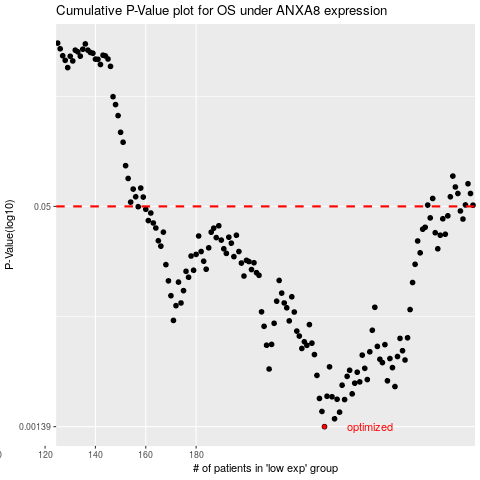 Cumulative P-Value plot for OS under ANXA8 expression
P-Value(log10)
0.05
0.00139
optimized
0 120 140 160 180
# of patients in 'low exp' group